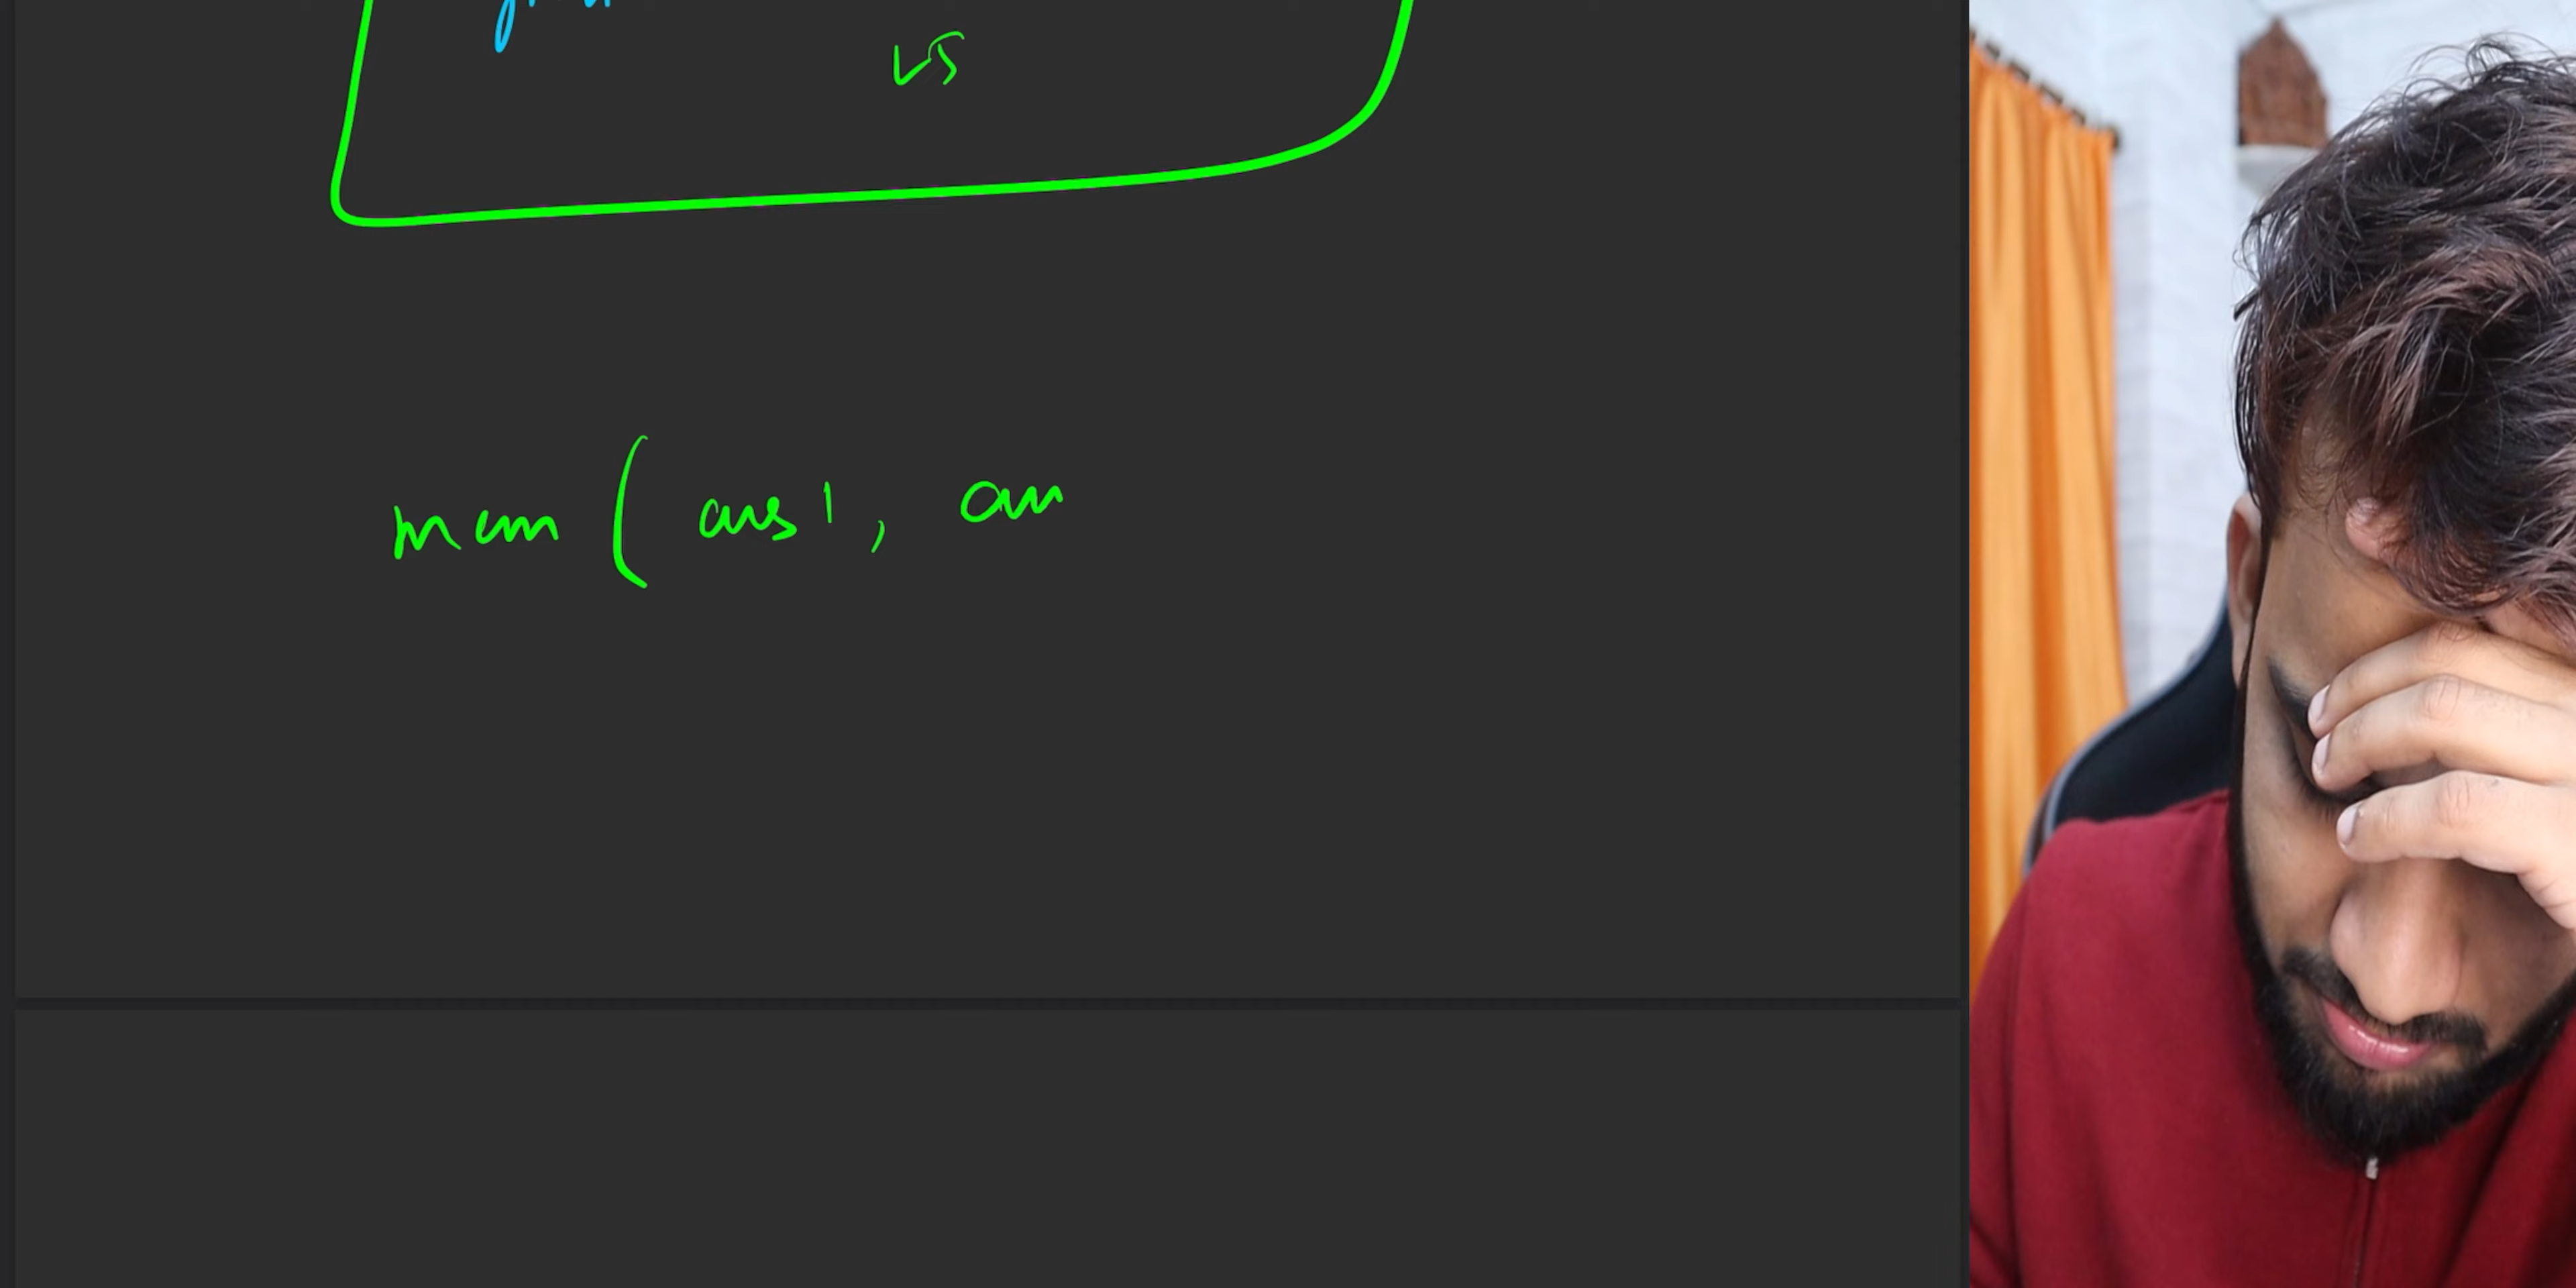 vs
min ( ans1, an